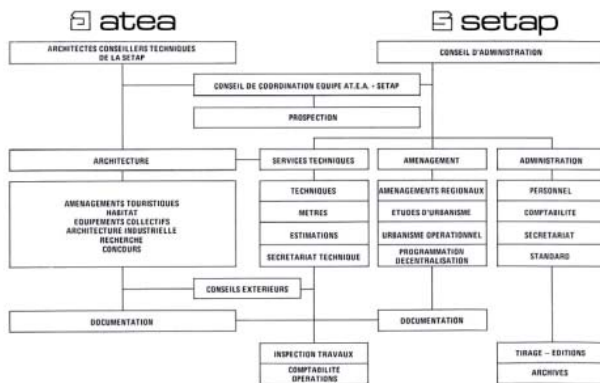 atea
setap
ARCHITECTES CONSEILLERS TECHNIQUES
DE LA SETAP
CONSEIL D'ADMINISTRATION
CONSEIL DE COORDINATION EQUIPE AT.E.A. - SETAP
PROSPECTION
ARCHITECTURE
SERVICES TECHNIQUES
AMENAGEMENT
ADMINISTRATION
AMENAGEMENTS TOURISTIQUES
HABITAT
EQUIPEMENTS COLLECTIFS
ARCHITECTURE INDUSTRIELLE
RECHERCHE
CONCOURS
TECHNIQUES
METRES
ESTIMATIONS
SECRETARIAT TECHNIQUE
AMENAGEMENTS REGIONAUX
ETUDES D'URBANISME
URBANISME OPERATIONNEL
PROGRAMMATION
DECENTRALISATION
PERSONNEL
COMPTABILITE
SECRETARIAT
STANDARD
CONSEILS EXTERIEURS
DOCUMENTATION
DOCUMENTATION
INSPECTION TRAVAUX
COMPTABILITE
OPERATIONS
TIRAGE – EDITIONS
ARCHIVES